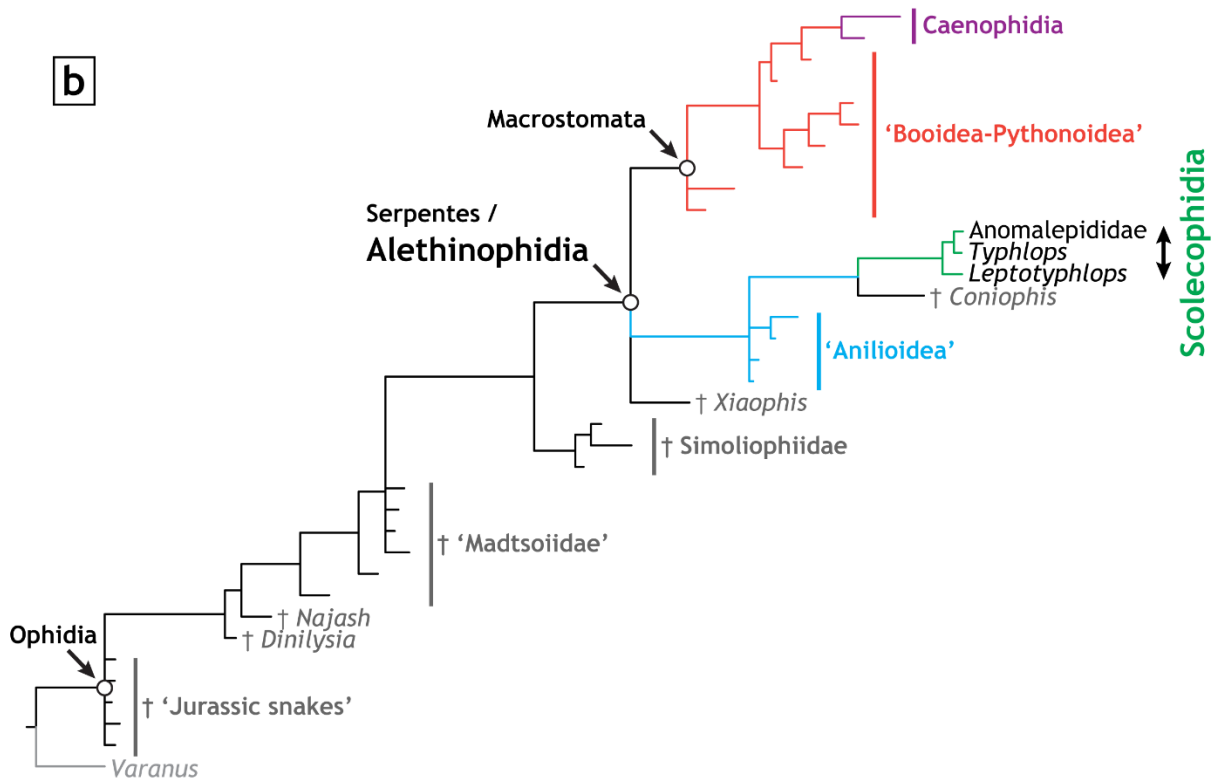 Caenophidia
b
Macrostomata
'Booidea-Pythonoidea'
Serpentes /
Alethinophidia
Anomalepididae
Typhlops
Leptotyphlops
Scolecophidia
† Coniophis
'Anilioidea'
† Xiaophis
† Simoliophiidae
† 'Madtsoiidae'
† Najash
Ophidia
† Dinilysia
† 'Jurassic snakes'
Varanus